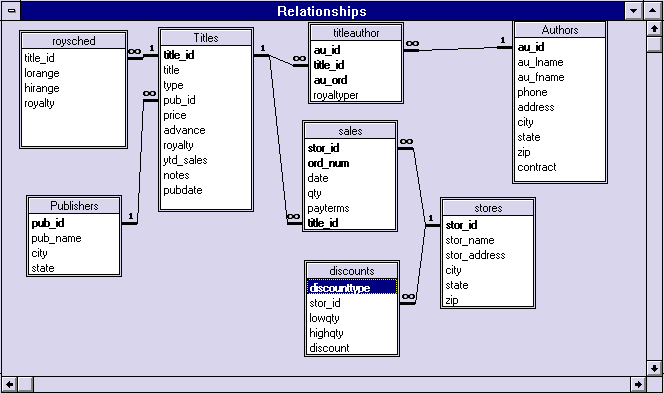 Relationships
roysched
title_id
lorange
hirange
royalty
∞
1
Titles
title_id
title
type
pub_id
price
advance
royalty
ytd_sales
notes
pubdate
∞
1
Publishers
pub_id
pub_name
city
state
1
titleauthor
au_id
title_id
au_ord
royaltyper
∞
∞
1
Authors
au_id
au_lname
au_fname
phone
address
city
state
zip
contract
sales
stor_id
ord_num
date
qty
payterms
title_id
∞
∞
1
stores
stor_id
stor_name
stor_address
city
state
zip
discounts
discounttype
stor_id
lowqty
highqty
discount
∞